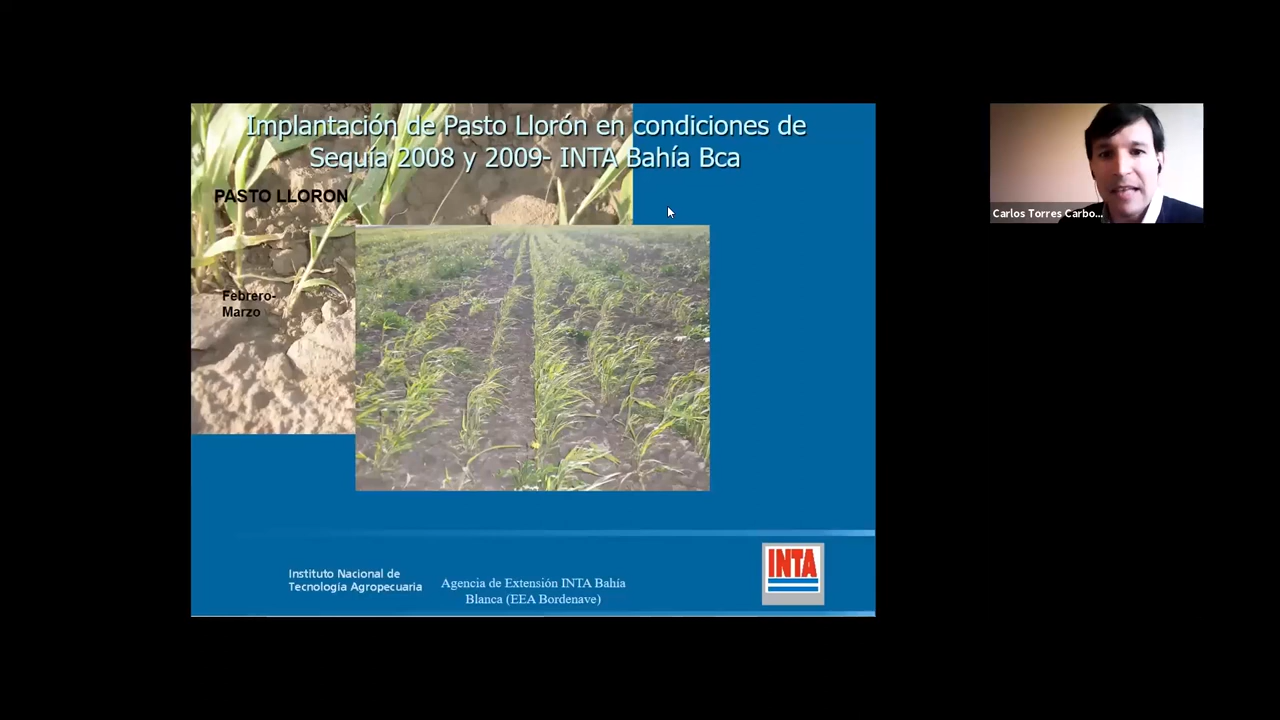 Implantación de Pasto Llorón en condiciones de
Sequía 2008 y 2009- INTA Bahía Bca
PASTO LLORON
Febrero-
Marzo
Carlos Torres Carbo...
Instituto Nacional de
Tecnología Agropecuaria
Agencia de Extensión INTA Bahía
Blanca (EEA Bordenave)
INTA